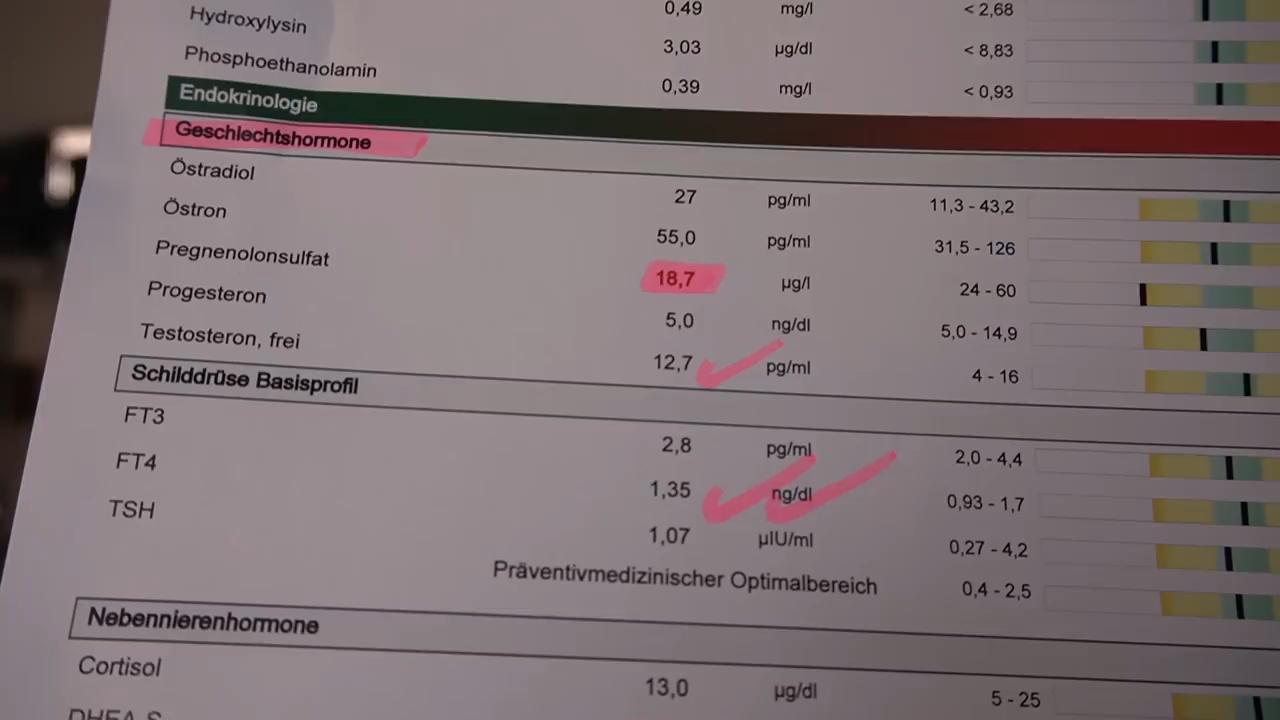 0,49 mg/l < 2,68
Hydroxylysin 3,03 µg/dl < 8,83
Phosphoethanolamin 0,39 mg/l < 0,93
Endokrinologie
Geschlechtshormone
Östradiol 27 pg/ml 11,3 - 43,2
Östron 55,0 pg/ml 31,5 - 126
Pregnenolonsulfat 18,7 µg/l 24 - 60
Progesteron 5,0 ng/dl 5,0 - 14,9
Testosteron, frei 12,7 pg/ml 4 - 16
Schilddrüse Basisprofil
FT3 2,8 pg/ml 2,0 - 4,4
FT4 1,35 ng/dl 0,93 - 1,7
TSH 1,07 µIU/ml 0,27 - 4,2
Präventivmedizinischer Optimalbereich 0,4 - 2,5
Nebennierenhormone
Cortisol 13,0 µg/dl 5 - 25
DHEA-S